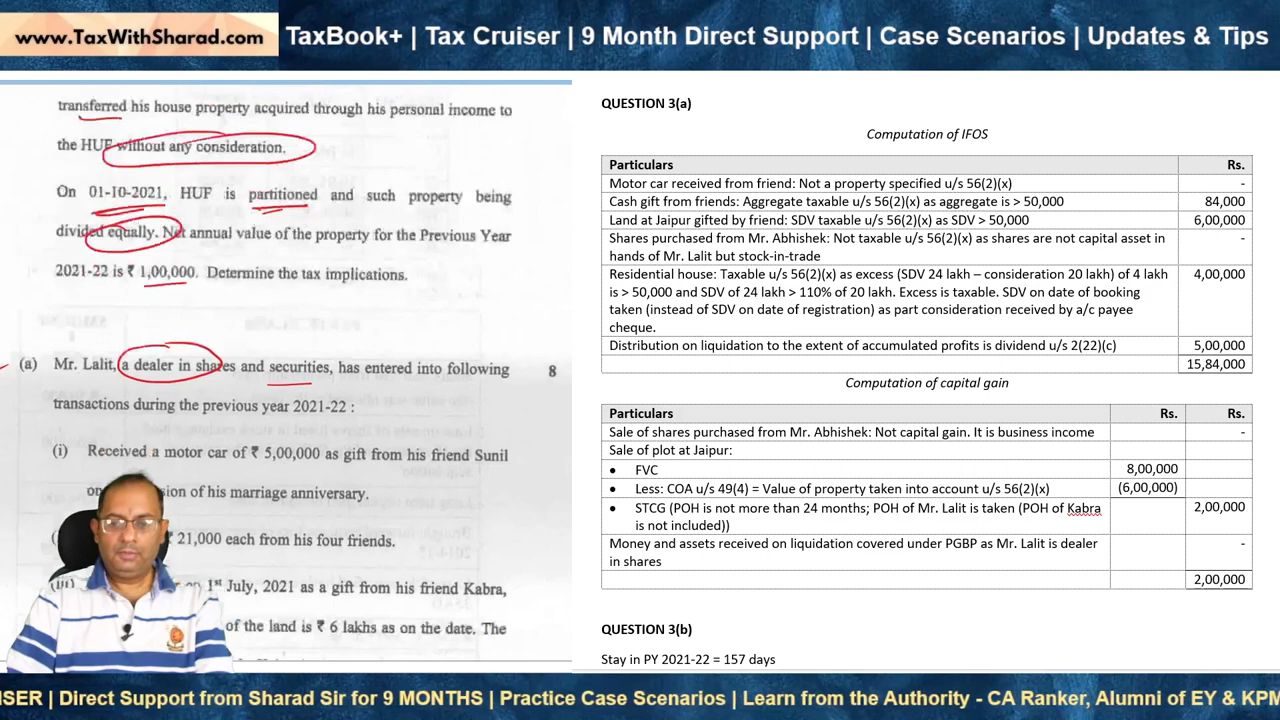 www.TaxWithSharad.com
TaxBook+ | Tax Cruiser | 9 Month Direct Support | Case Scenarios | Updates & Tips
transferred his house property acquired through his personal income to
the HUF without any consideration.
On 01-10-2021, HUF is partitioned and such property being
divided equally. Net annual value of the property for the Previous Year
2021-22 is ₹ 1,00,000. Determine the tax implications.
(a) Mr. Lalit, a dealer in shares and securities, has entered into following 8
transactions during the previous year 2021-22 :
(i) Received a motor car of ₹ 5,00,000 as gift from his friend Sunil
of his marriage anniversary.
₹ 21,000 each from his four friends.
1st July, 2021 as a gift from his friend Kabra,
of the land is ₹ 6 lakhs as on the date. The
QUESTION 3(a)
Computation of IFOS
Particulars Rs.
Motor car received from friend: Not a property specified u/s 56(2)(x) -
Cash gift from friends: Aggregate taxable u/s 56(2)(x) as aggregate is > 50,000 84,000
Land at Jaipur gifted by friend: SDV taxable u/s 56(2)(x) as SDV > 50,000 6,00,000
Shares purchased from Mr. Abhishek: Not taxable u/s 56(2)(x) as shares are not capital asset in -
hands of Mr. Lalit but stock-in-trade
Residential house: Taxable u/s 56(2)(x) as excess (SDV 24 lakh – consideration 20 lakh) of 4 lakh 4,00,000
is > 50,000 and SDV of 24 lakh > 110% of 20 lakh. Excess is taxable. SDV on date of booking
taken (instead of SDV on date of registration) as part consideration received by a/c payee
cheque.
Distribution on liquidation to the extent of accumulated profits is dividend u/s 2(22)(c) 5,00,000
15,84,000
Computation of capital gain
Particulars Rs. Rs.
Sale of shares purchased from Mr. Abhishek: Not capital gain. It is business income -
Sale of plot at Jaipur:
• FVC 8,00,000
• Less: COA u/s 49(4) = Value of property taken into account u/s 56(2)(x) (6,00,000)
• STCG (POH is not more than 24 months; POH of Mr. Lalit is taken (POH of Kabra 2,00,000
is not included))
Money and assets received on liquidation covered under PGBP as Mr. Lalit is dealer -
in shares
2,00,000
QUESTION 3(b)
Stay in PY 2021-22 = 157 days
ISER | Direct Support from Sharad Sir for 9 MONTHS | Practice Case Scenarios | Learn from the Authority - CA Ranker, Alumni of EY & KPM